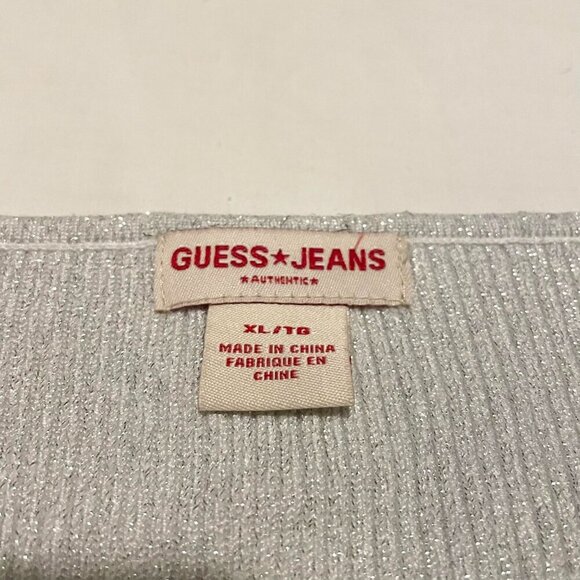 GUESS★JEANS
★AUTHENTIC★
XL/TG
MADE IN CHINA
FABRIQUE EN
CHINE